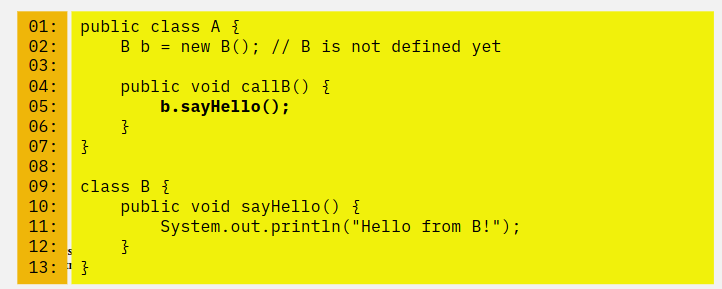 01: public class A {
02:     B b = new B(); // B is not defined yet
03:
04:     public void callB() {
05:         b.sayHello();
06:     }
07: }
08:
09: class B {
10:     public void sayHello() {
11:         System.out.println("Hello from B!");
12:     }
13: }